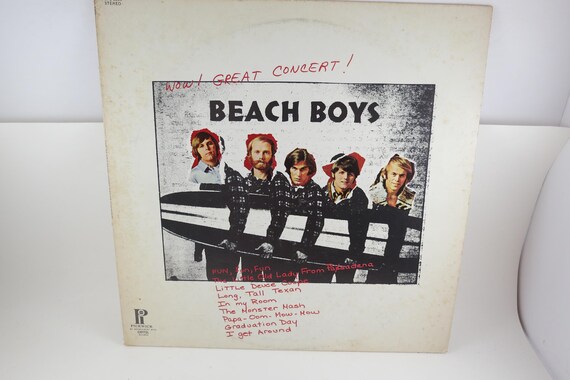 STEREO
WOW! GREAT CONCERT!
BEACH BOYS
Fun, Fun, Fun
The Little Old Lady From Pasadena
Little Deuce Coupe
Long, Tall Texan
In my Room
The Monster Mash
Papa-Oom-Mow-Mow
Graduation Day
I get Around
PICKWICK